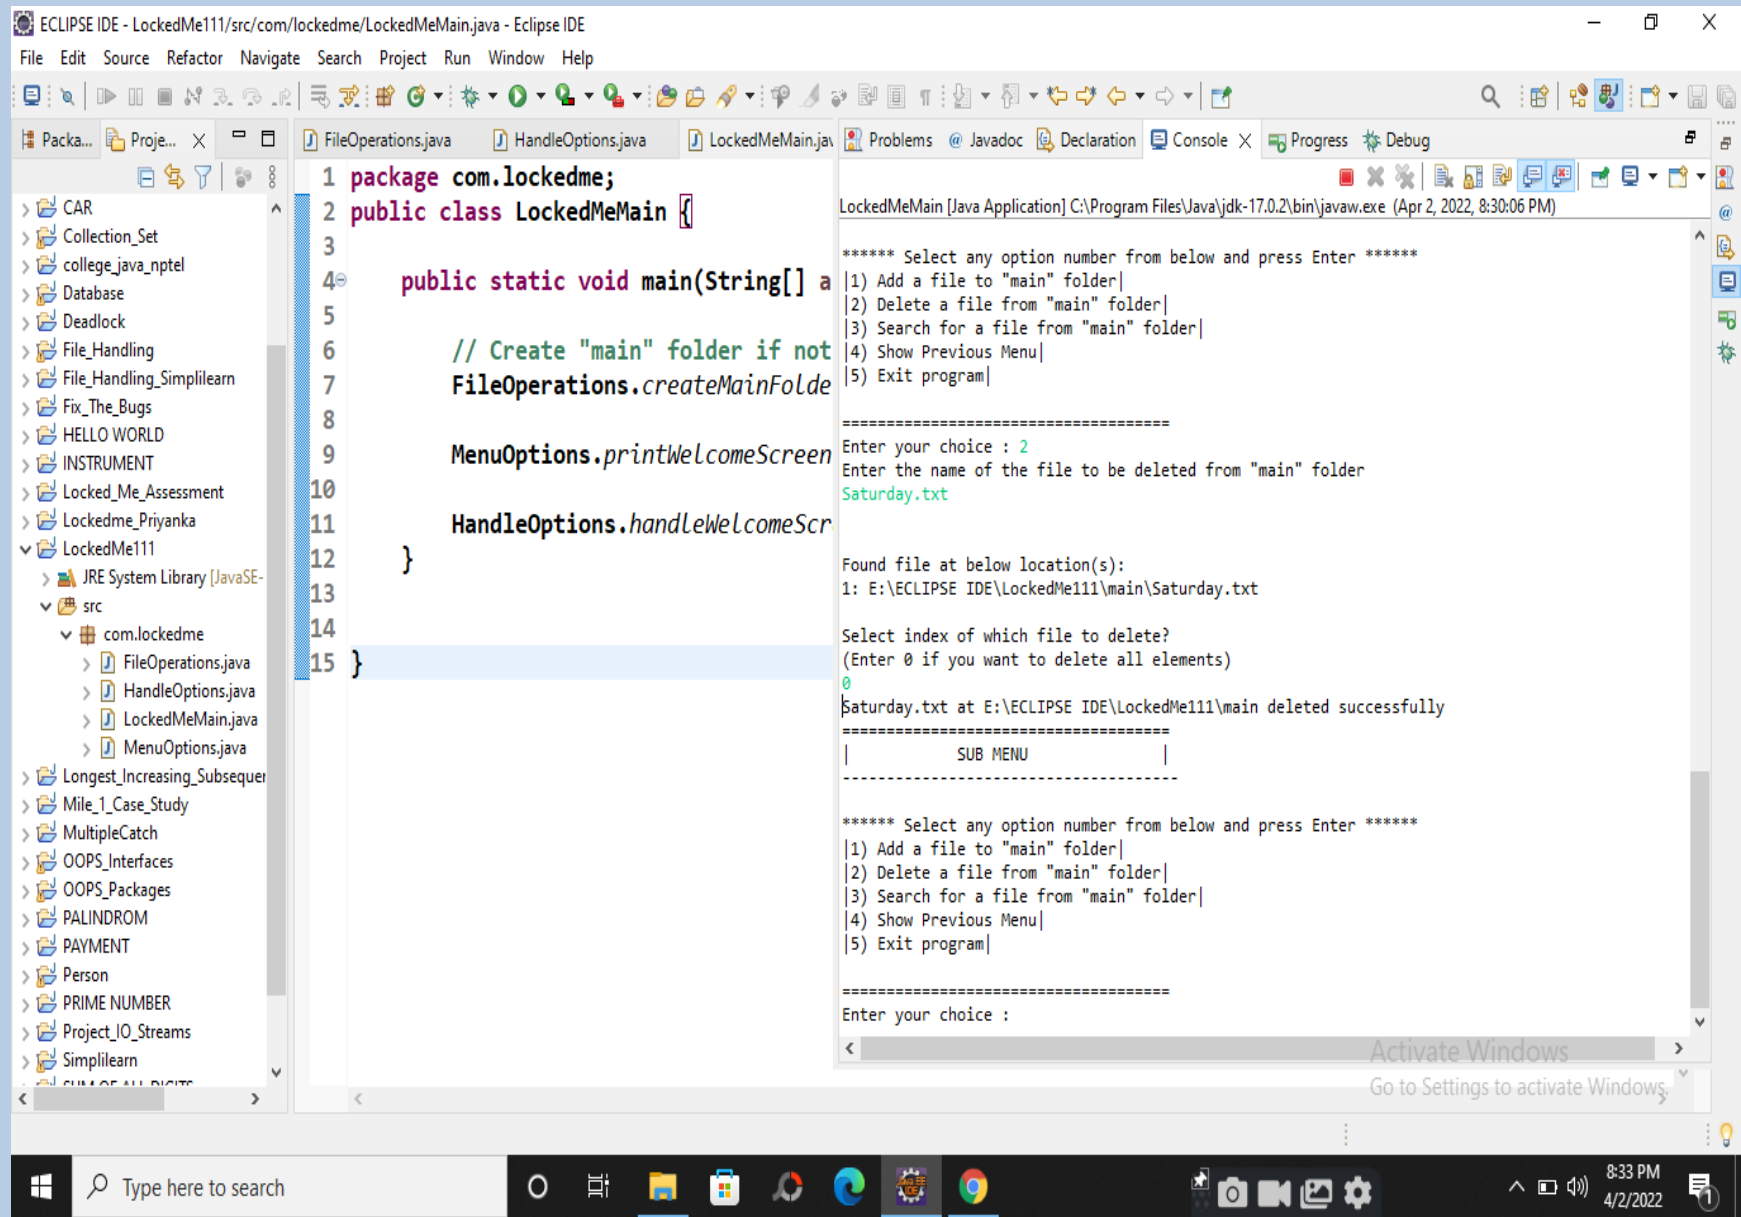 ECLIPSE IDE - LockedMe111/src/com/lockedme/LockedMeMain.java - Eclipse IDE
File Edit Source Refactor Navigate Search Project Run Window Help
Packa... Proje...
CAR
Collection_Set
college_java_nptel
Database
Deadlock
File_Handling
File_Handling_Simplilearn
Fix_The_Bugs
HELLO WORLD
INSTRUMENT
Locked_Me_Assessment
Lockedme_Priyanka
LockedMe111
JRE System Library [JavaSE-
src
com.lockedme
FileOperations.java
HandleOptions.java
LockedMeMain.java
MenuOptions.java
Longest_Increasing_Subsequer
Mile_1_Case_Study
MultipleCatch
OOPS_Interfaces
OOPS_Packages
PALINDROM
PAYMENT
Person
PRIME NUMBER
Project_IO_Streams
Simplilearn
SUM OF ALL DIGITS
FileOperations.java HandleOptions.java LockedMeMain.jav
1 package com.lockedme;
2 public class LockedMeMain {
3
4 public static void main(String[] a
5
6 // Create "main" folder if not
7 FileOperations.createMainFolde
8
9 MenuOptions.printWelcomeScreen
10
11 HandleOptions.handleWelcomeScr
12 }
13
14
15 }
Problems @ Javadoc Declaration Console Progress Debug
LockedMeMain [Java Application] C:\Program Files\Java\jdk-17.0.2\bin\javaw.exe (Apr 2, 2022, 8:30:06 PM)
****** Select any option number from below and press Enter ******
|1) Add a file to "main" folder|
|2) Delete a file from "main" folder|
|3) Search for a file from "main" folder|
|4) Show Previous Menu|
|5) Exit program|
=====================================
Enter your choice : 2
Enter the name of the file to be deleted from "main" folder
Saturday.txt
Found file at below location(s):
1: E:\ECLIPSE IDE\LockedMe111\main\Saturday.txt
Select index of which file to delete?
(Enter 0 if you want to delete all elements)
0
Saturday.txt at E:\ECLIPSE IDE\LockedMe111\main deleted successfully
=====================================
| SUB MENU |
--------------------------------------
****** Select any option number from below and press Enter ******
|1) Add a file to "main" folder|
|2) Delete a file from "main" folder|
|3) Search for a file from "main" folder|
|4) Show Previous Menu|
|5) Exit program|
=====================================
Enter your choice :
Activate Windows
Go to Settings to activate Windows.
Type here to search
8:33 PM
4/2/2022
1